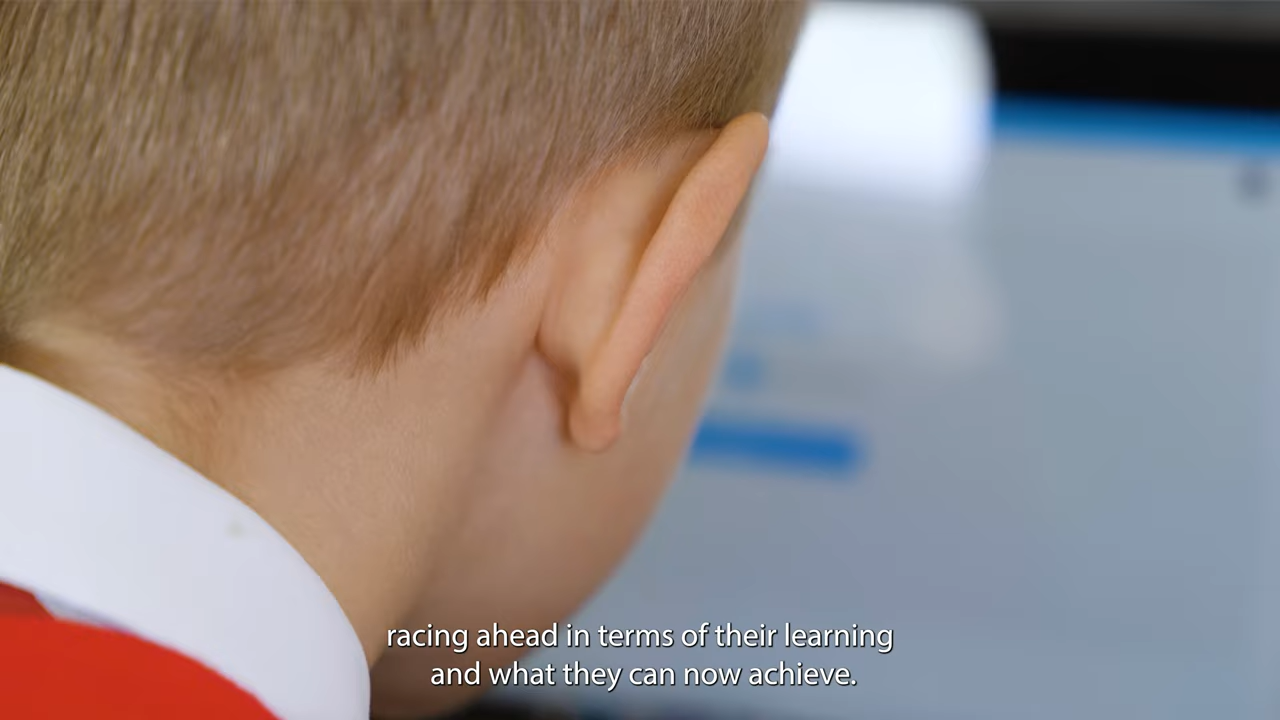 racing ahead in terms of their learning
and what they can now achieve.